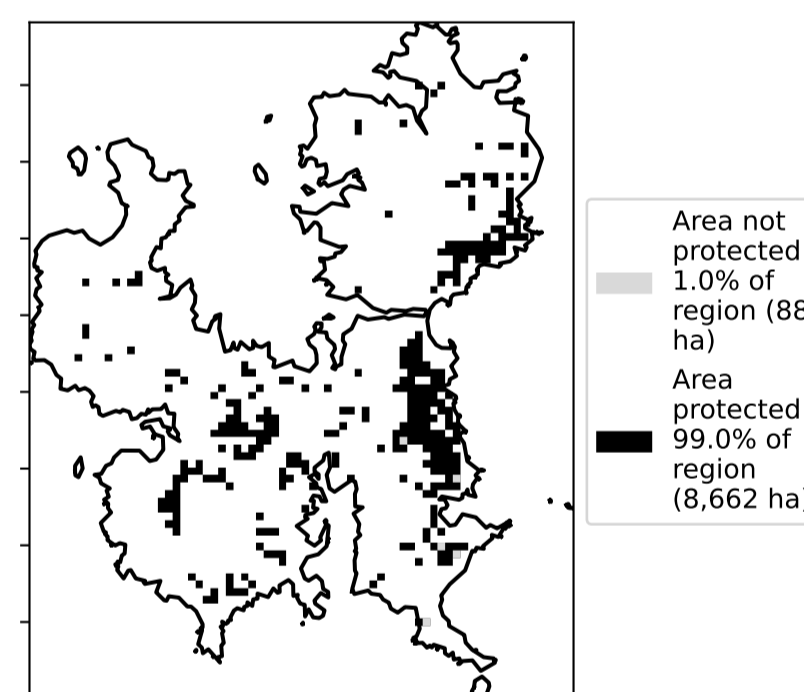 Area not
protected
1.0% of
region (88
ha)
Area
protected
99.0% of
region
(8,662 ha)